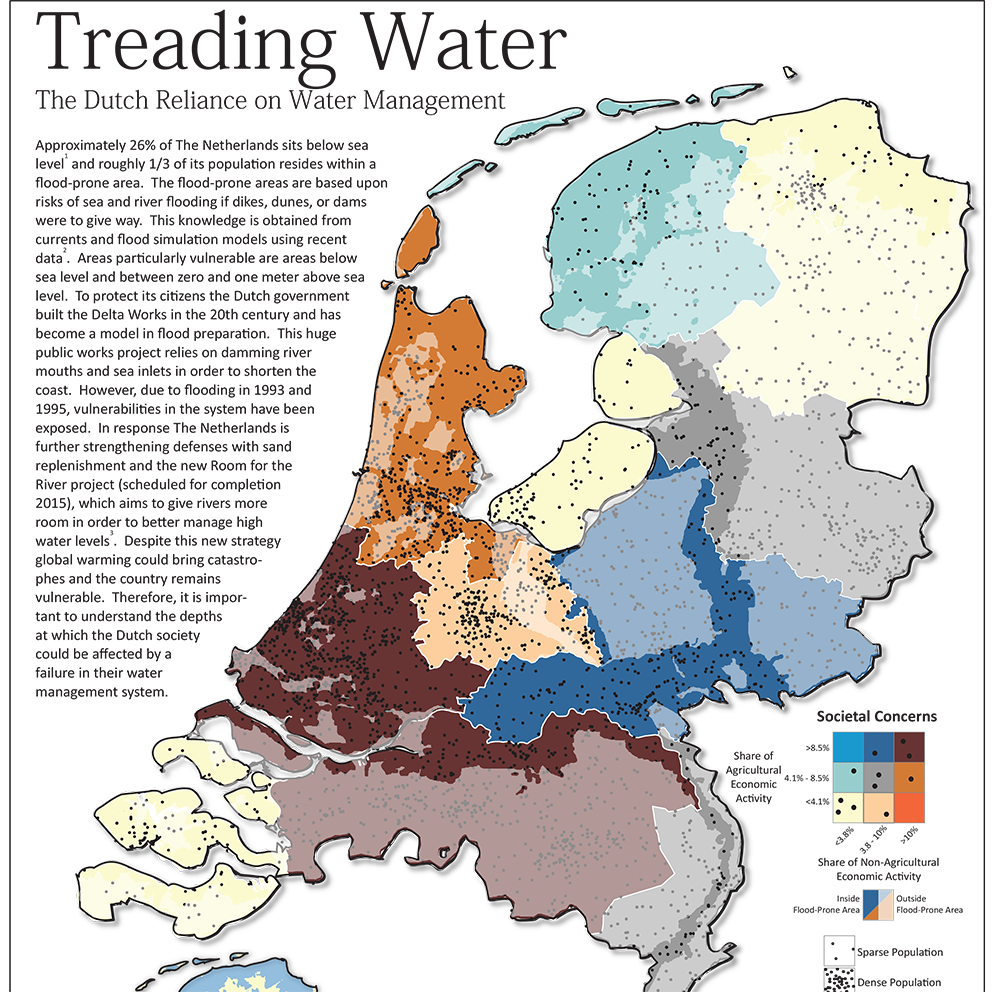 Treading Water
The Dutch Reliance on Water Management
Approximately 26% of The Netherlands sits below sea
level¹ and roughly 1/3 of its population resides within a
flood-prone area. The flood-prone areas are based upon
risks of sea and river flooding if dikes, dunes, or dams
were to give way. This knowledge is obtained from
currents and flood simulation models using recent
data². Areas particularly vulnerable are areas below
sea level and between zero and one meter above sea
level. To protect its citizens the Dutch government
built the Delta Works in the 20th century and has
become a model in flood preparation. This huge
public works project relies on damming river
mouths and sea inlets in order to shorten the
coast. However, due to flooding in 1993 and
1995, vulnerabilities in the system have been
exposed. In response The Netherlands is
further strengthening defenses with sand
replenishment and the new Room for the
River project (scheduled for completion
2015), which aims to give rivers more
room in order to better manage high
water levels³. Despite this new strategy
global warming could bring catastro-
phes and the country remains
vulnerable. Therefore, it is impor-
tant to understand the depths
at which the Dutch society
could be affected by a
failure in their water
management system.
Societal Concerns
Share of
Agricultural
Economic
Activity
>8.5%
4.1% - 8.5%
<4.1%
<3.8%
3.8 - 10%
>10%
Share of Non-Agricultural
Economic Activity
Inside
Flood-Prone Area
Outside
Flood-Prone Area
Sparse Population
Dense Population